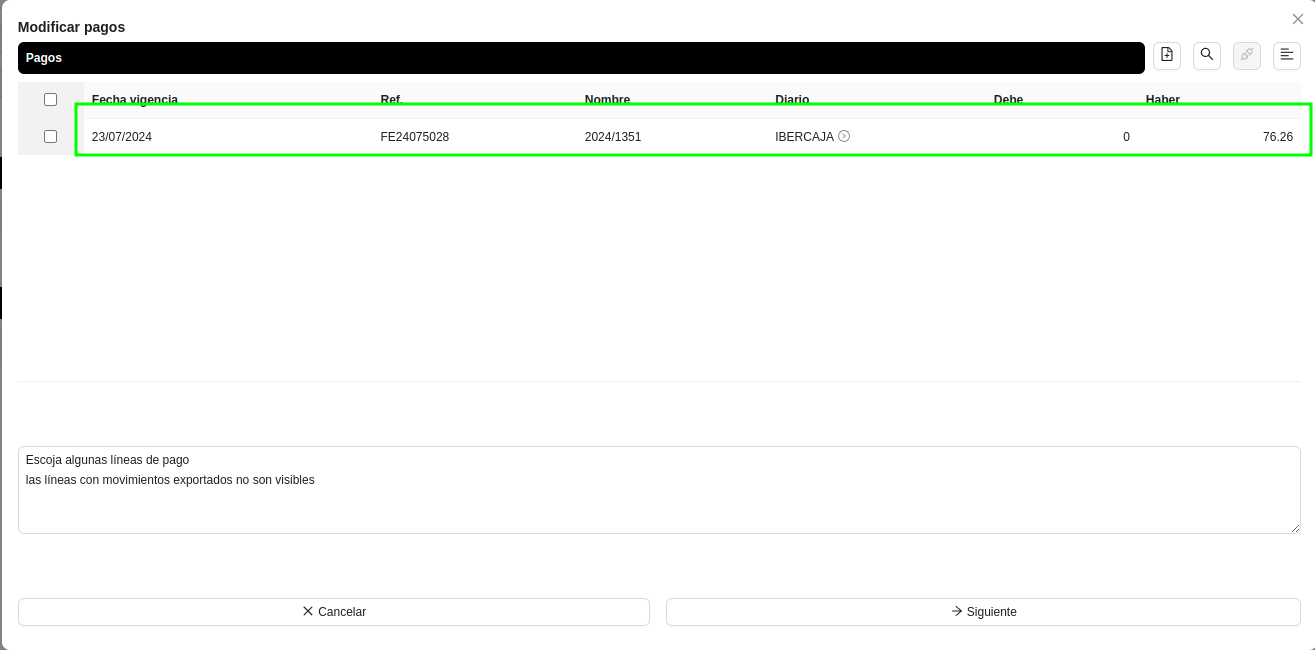 Modificar pagos
Pagos
Fecha vigencia Ref. Nombre Diario Debe Haber
23/07/2024 FE24075028 2024/1351 IBERCAJA 0 76.26
Escoja algunas líneas de pago
las líneas con movimientos exportados no son visibles
Cancelar Siguiente